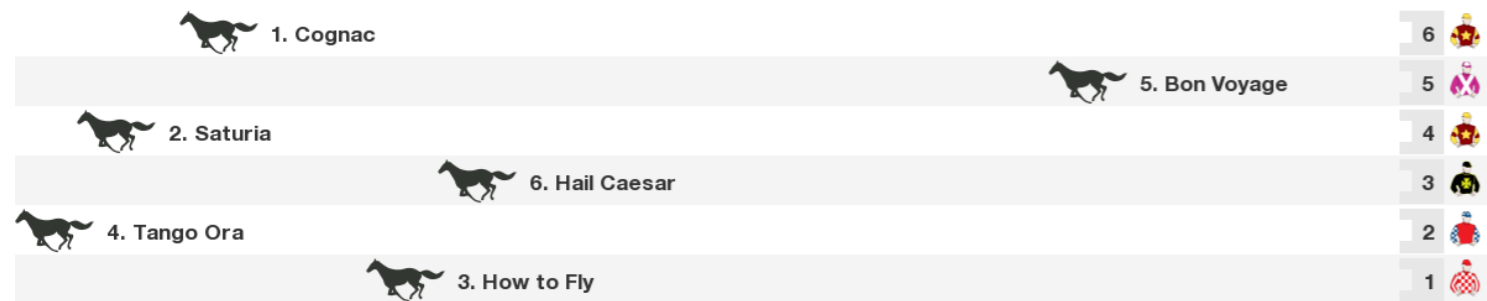 1. Cognac 6
5. Bon Voyage 5
2. Saturia 4
6. Hail Caesar 3
4. Tango Ora 2
3. How to Fly 1